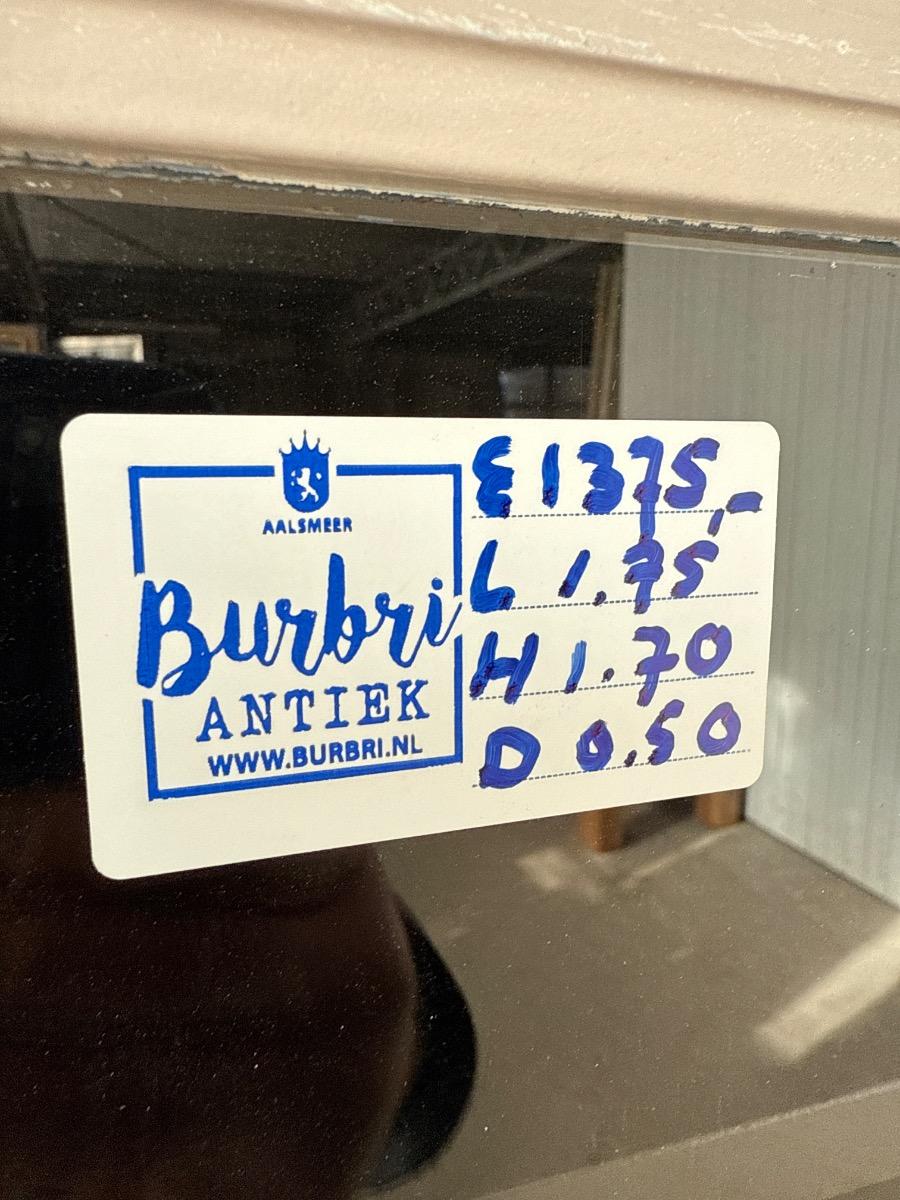 AALSMEER
Burbri
ANTIEK
WWW.BURBRI.NL
€ 1375,-
L 1.75
H 1.70
D 0.50